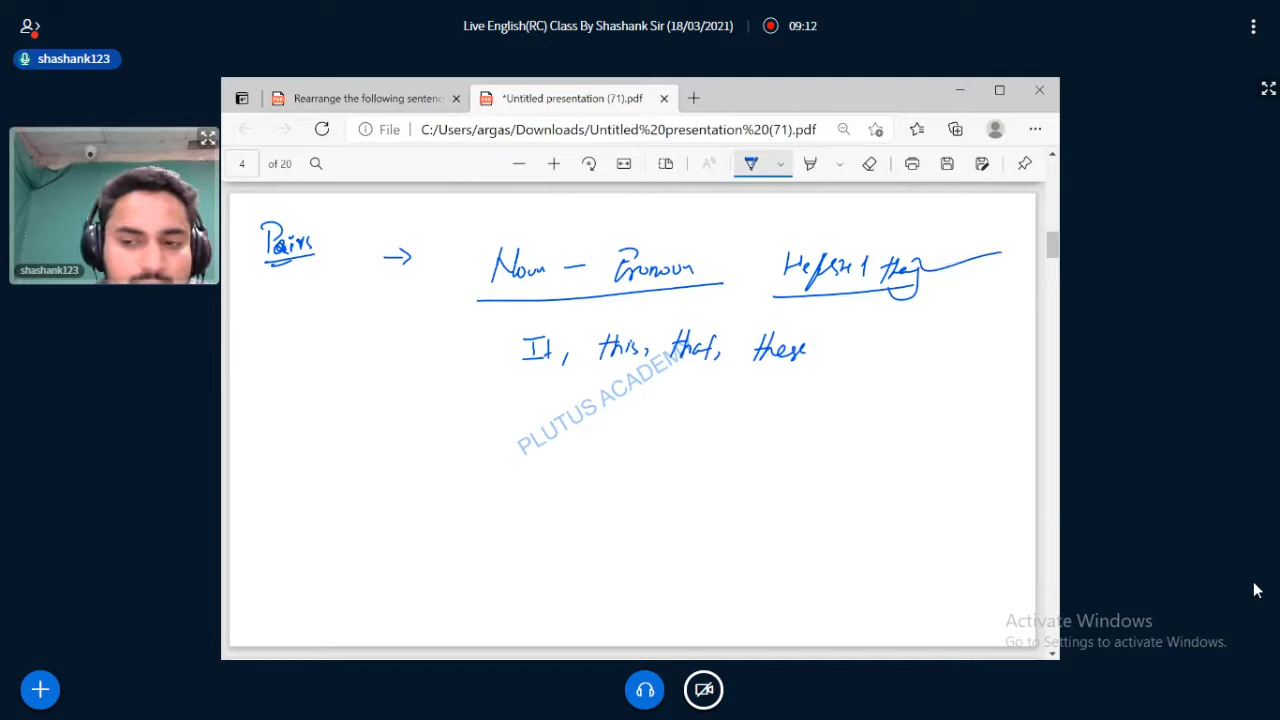 Live English(RC) Class By Shashank Sir (18/03/2021)
09:12
shashank123
Rearrange the following sentenc
*Untitled presentation (71).pdf
File
C:/Users/argas/Downloads/Untitled%20presentation%20(71).pdf
4 of 20
shashank123
Pairs → Noun - Pronoun He/she/they
It, this, that, these
PLUTUS ACADEM
Activate Windows
Go to Settings to activate Windows.